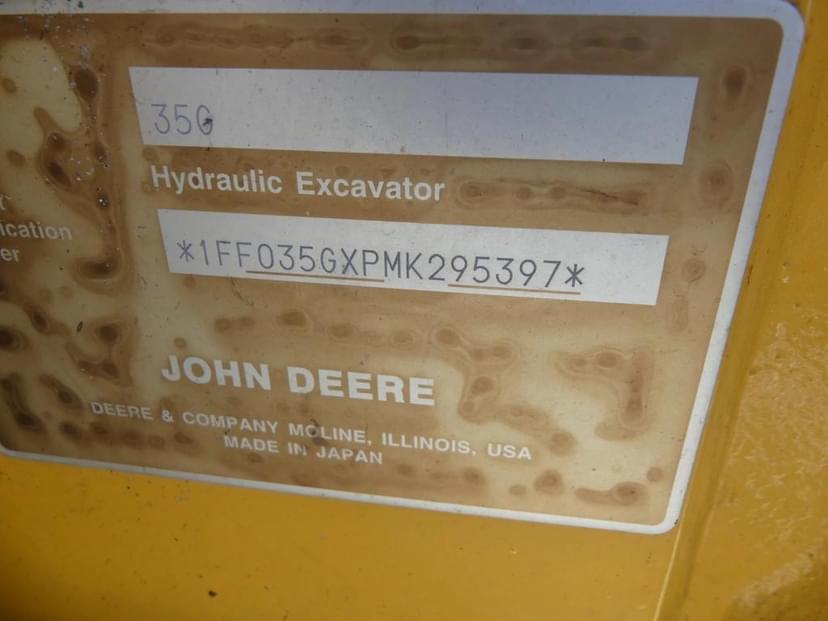 35G
Hydraulic Excavator
ication
er
*1FF035GXPMK295397*
JOHN DEERE
DEERE & COMPANY MOLINE, ILLINOIS, USA
MADE IN JAPAN